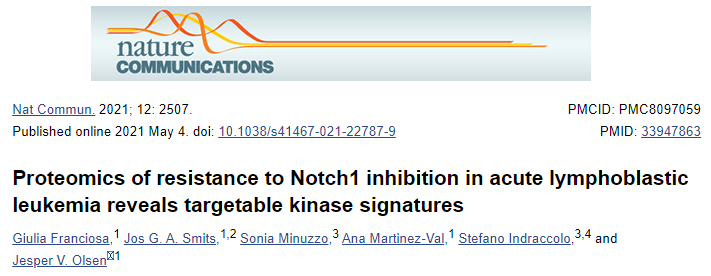 nature
COMMUNICATIONS
Nat Commun. 2021; 12: 2507.
PMCID: PMC8097059
Published online 2021 May 4. doi: 10.1038/s41467-021-22787-9
PMID: 33947863
Proteomics of resistance to Notch1 inhibition in acute lymphoblastic
leukemia reveals targetable kinase signatures
Giulia Franciosa,1 Jos G. A. Smits,1,2 Sonia Minuzzo,3 Ana Martinez-Val,1 Stefano Indraccolo,3,4 and
Jesper V. Olsen✉1